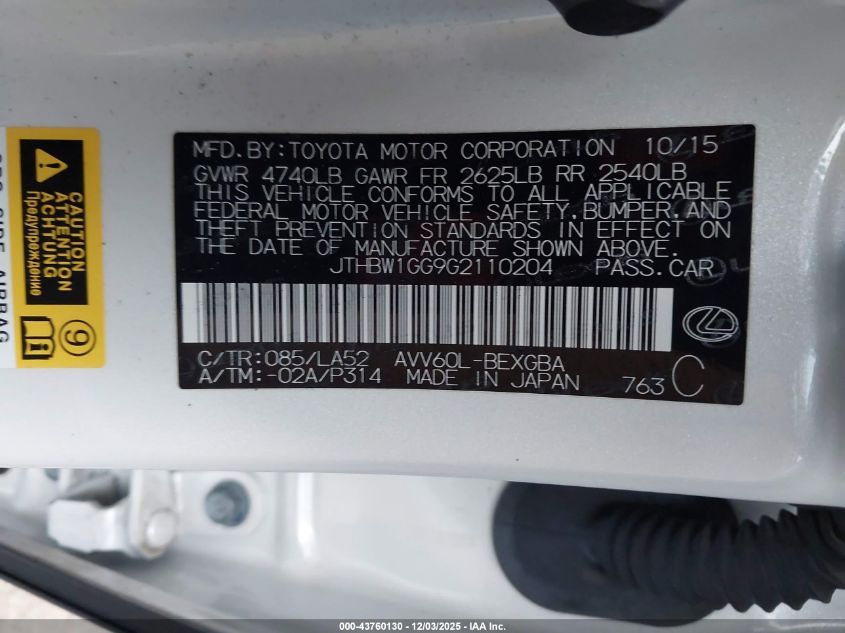 MFD.BY:TOYOTA MOTOR CORPORATION 10/15
GVWR 4740LB GAWR FR 2625LB RR 2540LB
THIS VEHICLE CONFORMS TO ALL APPLICABLE
FEDERAL MOTOR VEHICLE SAFETY,BUMPER,AND
THEFT PREVENTION STANDARDS IN EFFECT ON
THE DATE OF MANUFACTURE SHOWN ABOVE.
JTHBW1GG9G2110204 PASS.CAR
C/TR:085/LA52 AVV60L-BEXGBA
A/TM:-02A/P314 MADE IN JAPAN 763 C
CAUTION
ATTENTION
ACHTUNG
Предупреждение
9
SIDE AIRBAG
000-43760130 - 12/03/2025 - IAA Inc.